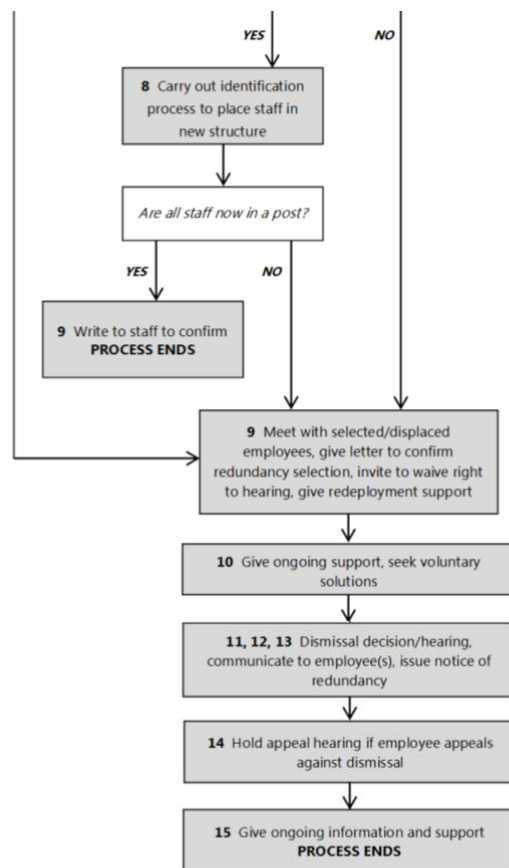 YES
NO
8 Carry out identification
process to place staff in
new structure
Are all staff now in a post?
YES
NO
9 Write to staff to confirm
PROCESS ENDS
9 Meet with selected/displaced
employees, give letter to confirm
redundancy selection, invite to waive right
to hearing, give redeployment support
10 Give ongoing support, seek voluntary
solutions
11, 12, 13 Dismissal decision/hearing,
communicate to employee(s), issue notice of
redundancy
14 Hold appeal hearing if employee appeals
against dismissal
15 Give ongoing information and support
PROCESS ENDS